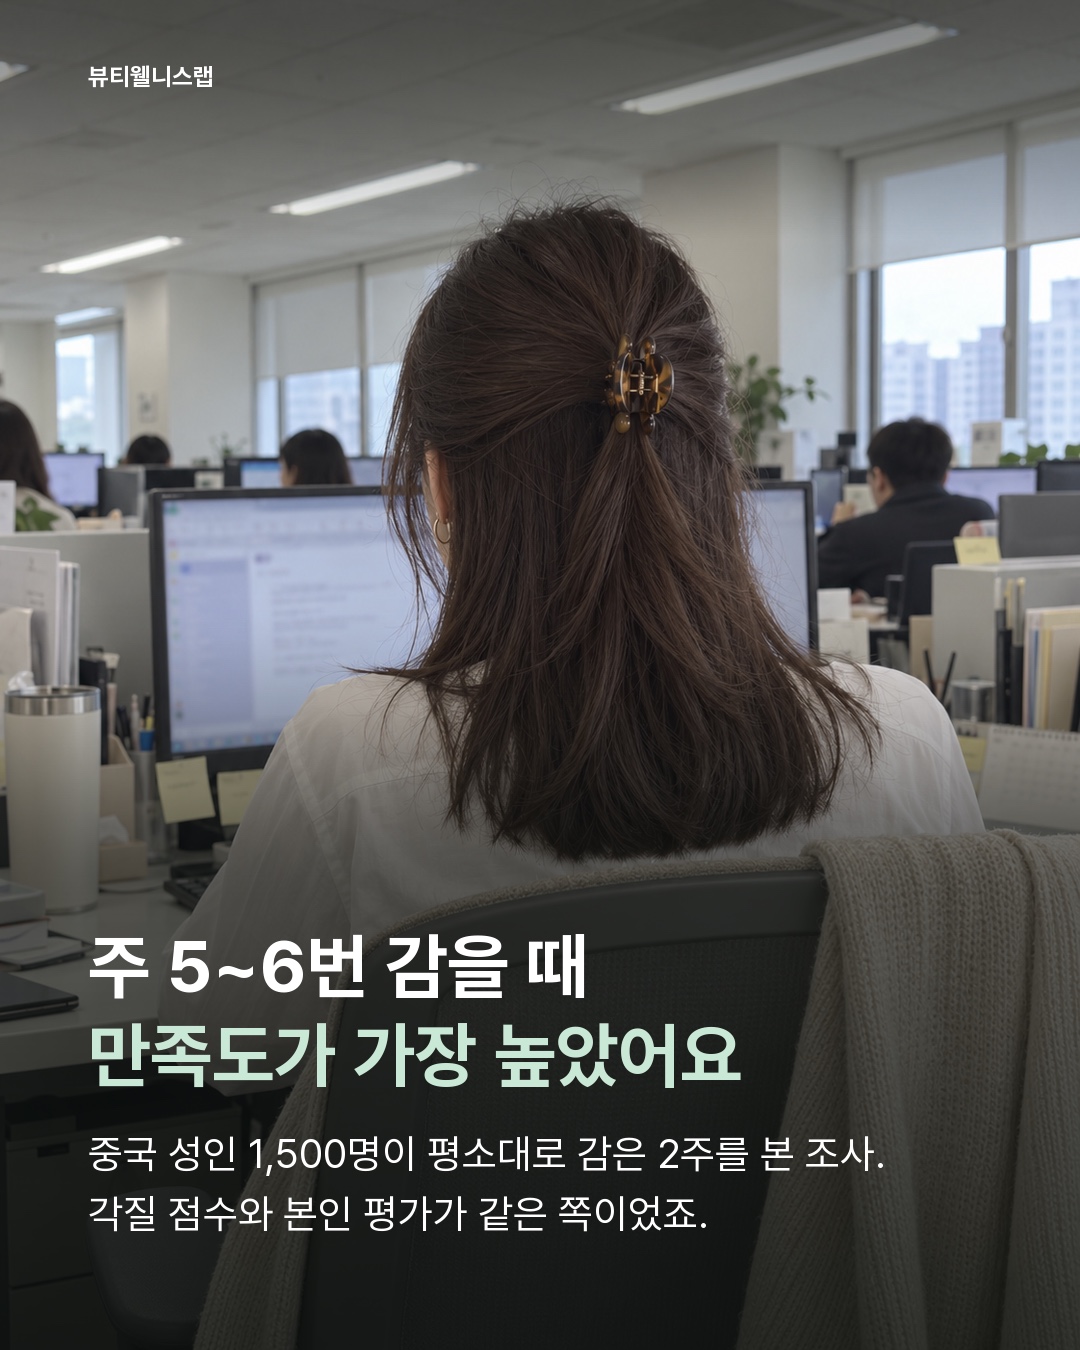 뷰티웰니스랩
주 5~6번 감을 때
만족도가 가장 높았어요
중국 성인 1,500명이 평소대로 감은 2주를 본 조사.
각질 점수와 본인 평가가 같은 쪽이었죠.